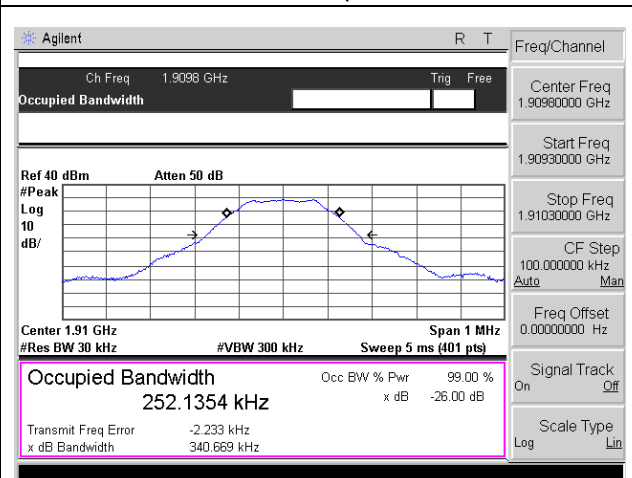 Agilent R T
Ch Freq 1.9098 GHz Trig Free
Occupied Bandwidth
Ref 40 dBm Atten 50 dB
#Peak
Log
10
dB/
Center 1.91 GHz Span 1 MHz
#Res BW 30 kHz #VBW 300 kHz Sweep 5 ms (401 pts)
Occupied Bandwidth Occ BW % Pwr 99.00 %
252.1354 kHz x dB -26.00 dB
Transmit Freq Error -2.233 kHz
x dB Bandwidth 340.669 kHz
Freq/Channel
Center Freq
1.90980000 GHz
Start Freq
1.90930000 GHz
Stop Freq
1.91030000 GHz
CF Step
100.000000 kHz
Auto Man
Freq Offset
0.00000000 Hz
Signal Track
On Off
Scale Type
Log Lin